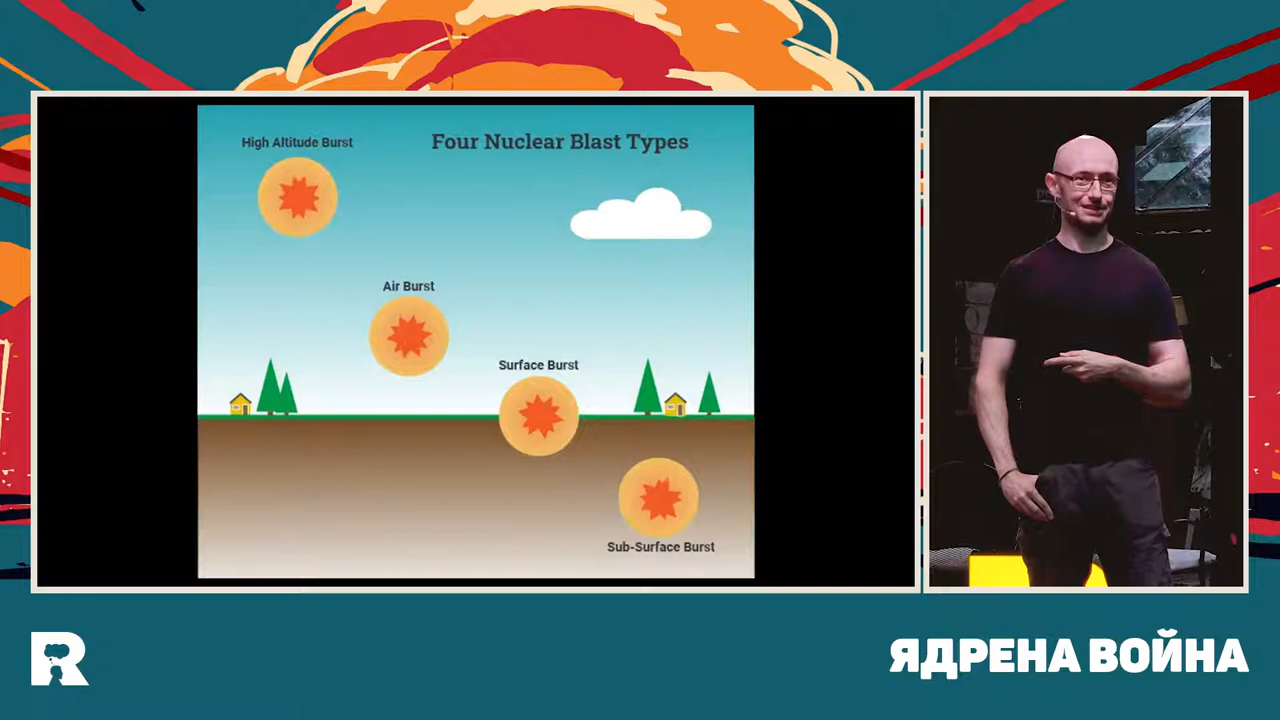 High Altitude Burst
Four Nuclear Blast Types
Air Burst
Surface Burst
Sub-Surface Burst
R
ЯДРЕНА ВОЙНА